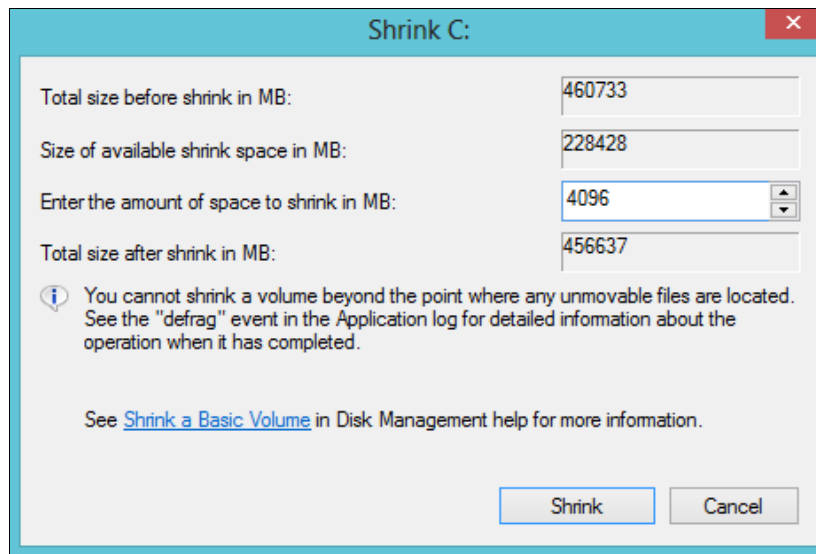 Shrink C:
Total size before shrink in MB: 460733
Size of available shrink space in MB: 228428
Enter the amount of space to shrink in MB: 4096
Total size after shrink in MB: 456637
You cannot shrink a volume beyond the point where any unmovable files are located.
See the "defrag" event in the Application log for detailed information about the
operation when it has completed.
See Shrink a Basic Volume in Disk Management help for more information.
Shrink Cancel